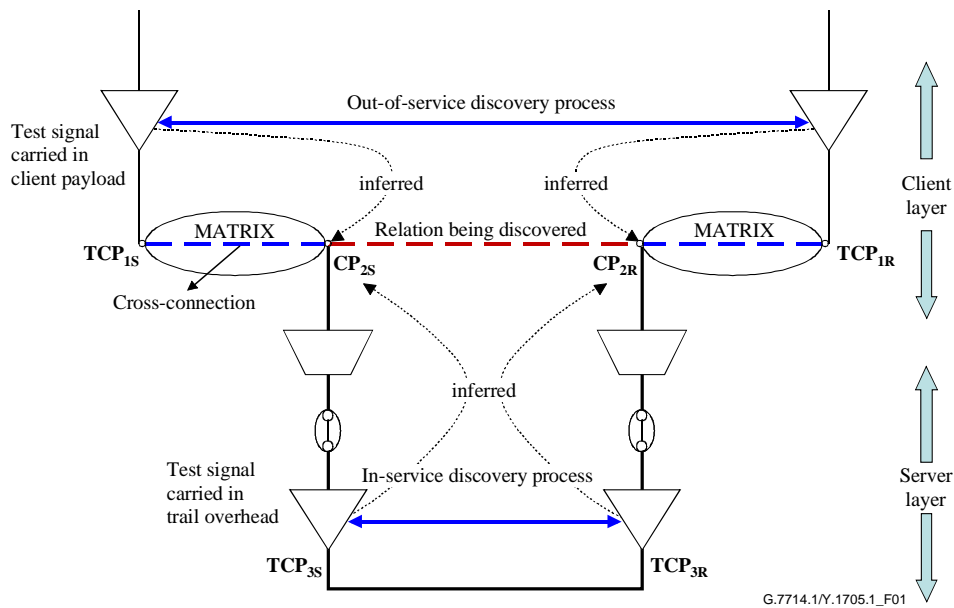 Out-of-service discovery process
Test signal
carried in
client payload
inferred
inferred
Client
layer
MATRIX
Relation being discovered
MATRIX
TCP1S
CP2S
CP2R
TCP1R
Cross-connection
inferred
Test signal
carried in
trail overhead
In-service discovery process
Server
layer
TCP3S
TCP3R
G.7714.1/Y.1705.1_F01